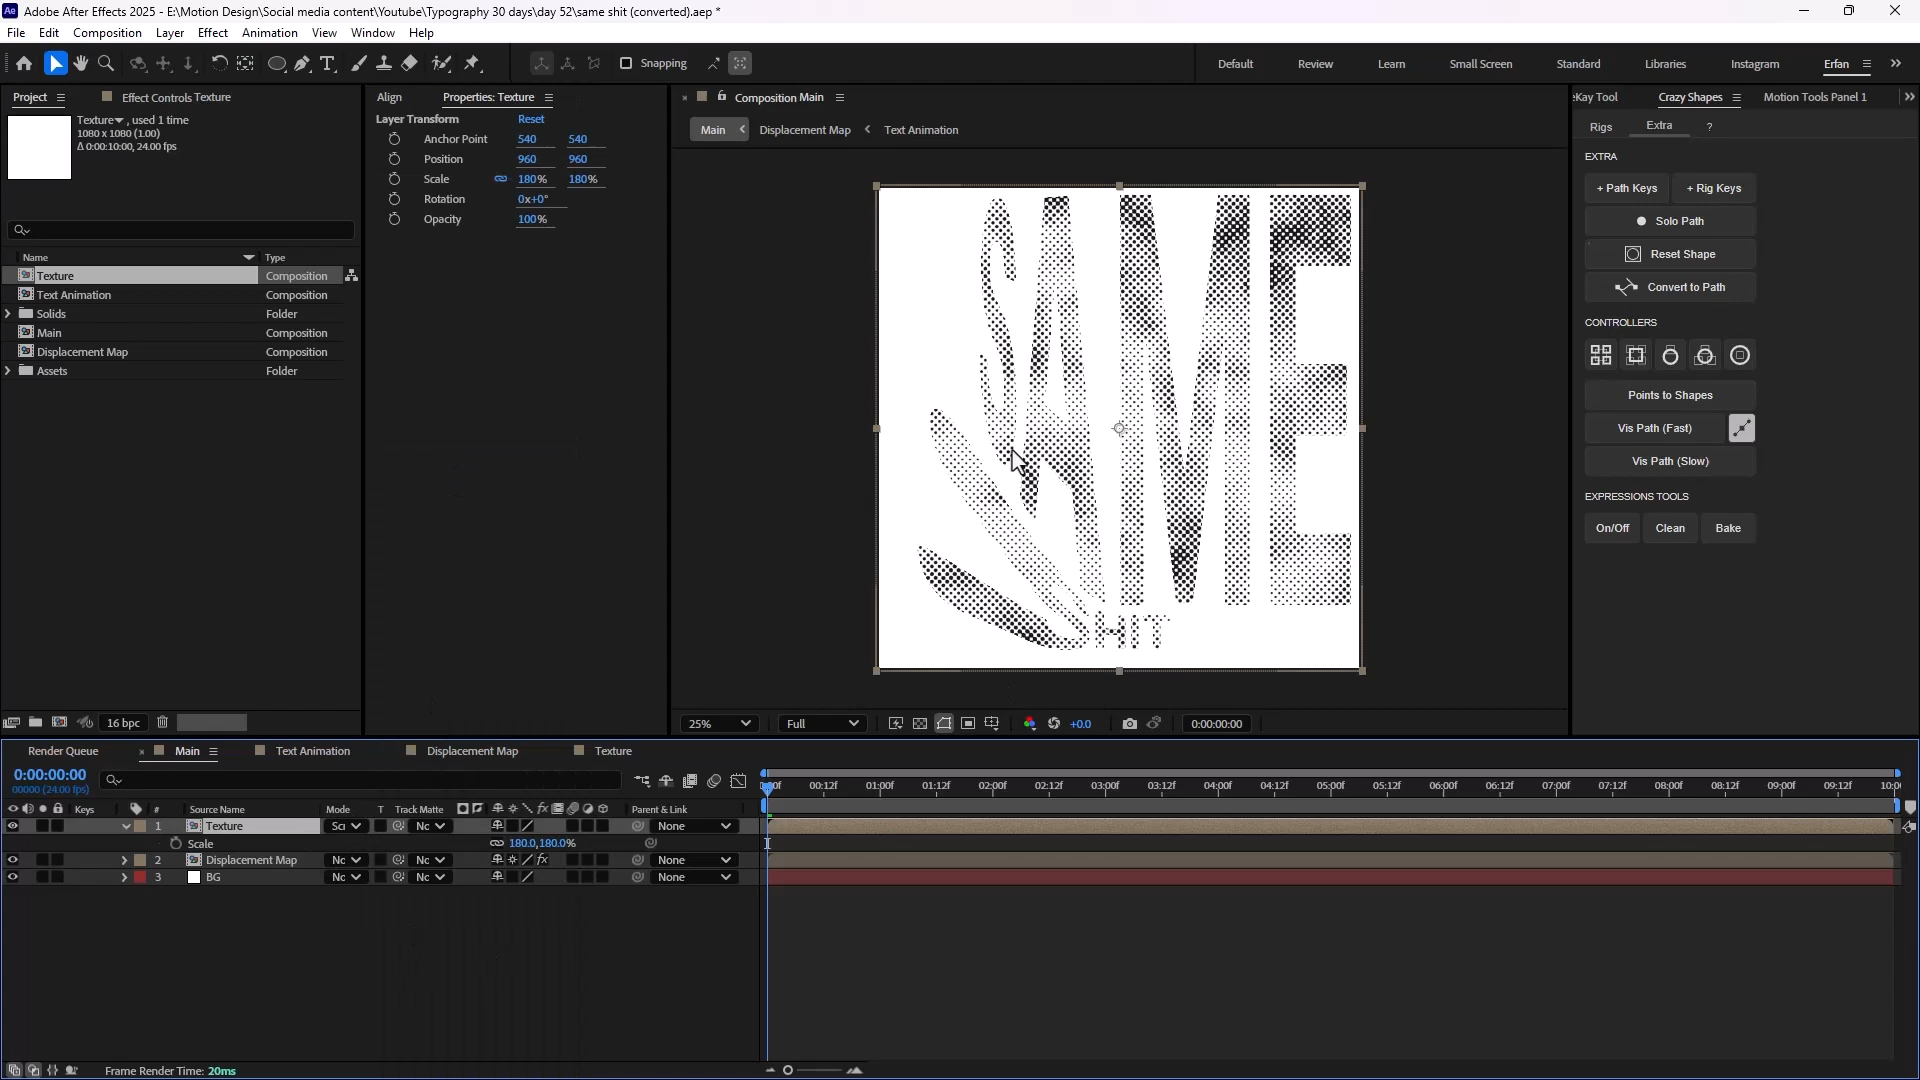 Adobe After Effects 2025 - E:\Motion Design\Social media content\Youtube\Typography 30 days\day 52\same shit (converted).aep *
File Edit Composition Layer Effect Animation View Window Help
Snapping
Default Review Learn Small Screen Standard Libraries Instagram Erfan
Project
Effect Controls Texture
Texture , used 1 time
1080 x 1080 (1.00)
Δ 0:00:10:00, 24.00 fps
Name Type
Texture Composition
Text Animation Composition
Solids Folder
Main Composition
Displacement Map Composition
Assets Folder
16 bpc
Align Properties: Texture
Layer Transform Reset
Anchor Point 540 540
Position 960 960
Scale 180% 180%
Rotation 0x+0°
Opacity 100%
Composition Main
Main Displacement Map Text Animation
SAME
SHIT
25% Full +0.0 0:00:00:00
eKay Tool Crazy Shapes Motion Tools Panel 1
Rigs Extra ?
EXTRA
+ Path Keys + Rig Keys
Solo Path
Reset Shape
Convert to Path
CONTROLLERS
Points to Shapes
Vis Path (Fast)
Vis Path (Slow)
EXPRESSIONS TOOLS
On/Off Clean Bake
Render Queue Main Text Animation Displacement Map Texture
0:00:00:00
00000 (24.00 fps)
00:12f 01:00f 01:12f 02:00f 02:12f 03:00f 03:12f 04:00f 04:12f 05:00f 05:12f 06:00f 06:12f 07:00f 07:12f 08:00f 08:12f 09:00f 09:12f 10:0
Keys # Source Name Mode T Track Matte fx Parent & Link
1 Texture Sci Nc None
Scale 180.0,180.0%
2 Displacement Map Nc Nc fx None
3 BG Nc Nc None
Frame Render Time: 20ms